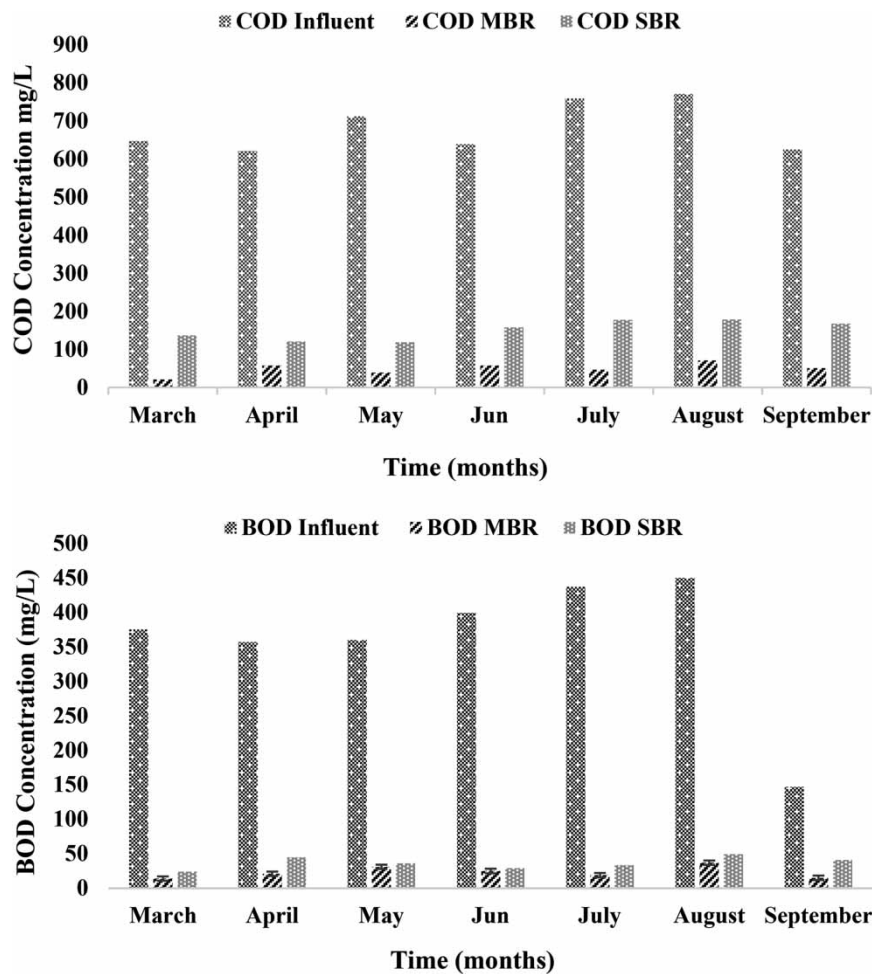 COD Influent COD MBR COD SBR
900
800
700
600
500
400
300
200
100
0
COD Concentration mg/L
March April May Jun July August September
Time (months)
BOD Influent BOD MBR BOD SBR
500
450
400
350
300
250
200
150
100
50
0
BOD Concentration (mg/L)
March April May Jun July August September
Time (months)